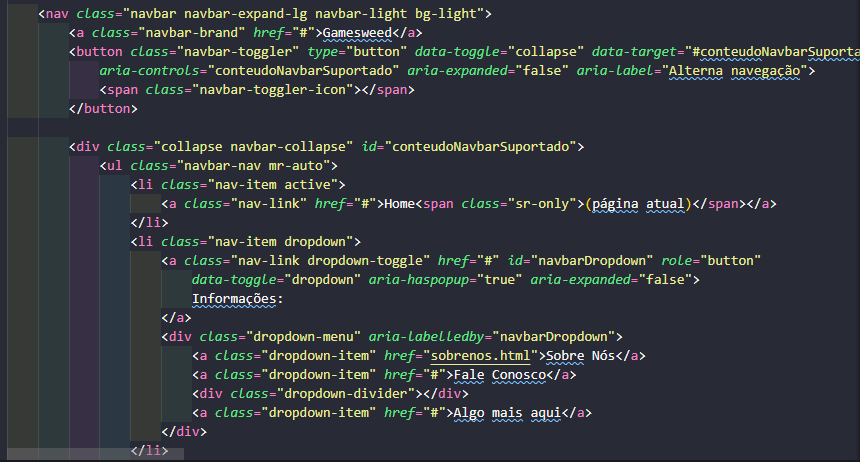 <nav class="navbar navbar-expand-lg navbar-light bg-light">
<a class="navbar-brand" href="#">Gamesweed</a>
<button class="navbar-toggler" type="button" data-toggle="collapse" data-target="#conteudoNavbarSuporta
aria-controls="conteudoNavbarSuportado" aria-expanded="false" aria-label="Alterna navegação">
<span class="navbar-toggler-icon"></span>
</button>
<div class="collapse navbar-collapse" id="conteudoNavbarSuportado">
<ul class="navbar-nav mr-auto">
<li class="nav-item active">
<a class="nav-link" href="#">Home<span class="sr-only">(página atual)</span></a>
</li>
<li class="nav-item dropdown">
<a class="nav-link dropdown-toggle" href="#" id="navbarDropdown" role="button"
data-toggle="dropdown" aria-haspopup="true" aria-expanded="false">
Informações:
</a>
<div class="dropdown-menu" aria-labelledby="navbarDropdown">
<a class="dropdown-item" href="sobrenos.html">Sobre Nós</a>
<a class="dropdown-item" href="#">Fale Conosco</a>
<div class="dropdown-divider"></div>
<a class="dropdown-item" href="#">Algo mais aqui</a>
</div>
</li>